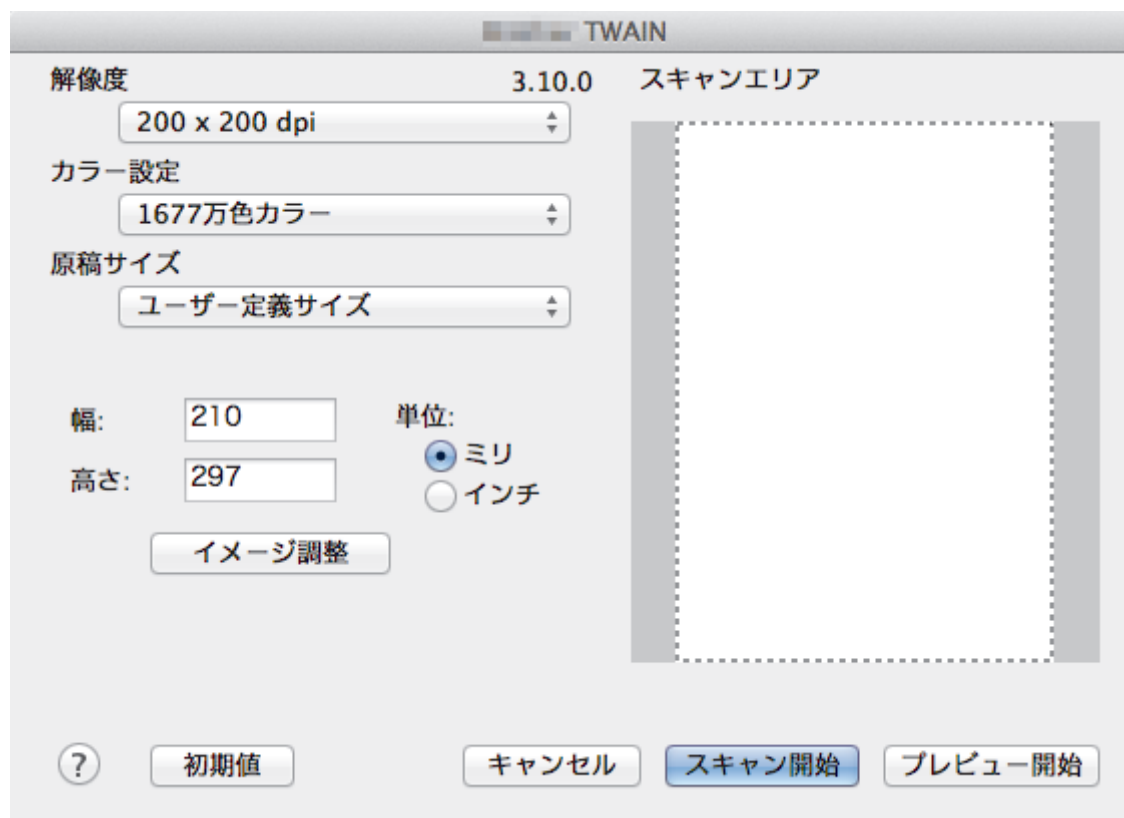 TWAIN
解像度
3.10.0
200 x 200 dpi
カラー設定
1677万色カラー
原稿サイズ
ユーザー定義サイズ
幅: 210
高さ: 297
単位:
ミリ
インチ
イメージ調整
スキャンエリア
? 初期値 キャンセル スキャン開始 プレビュー開始